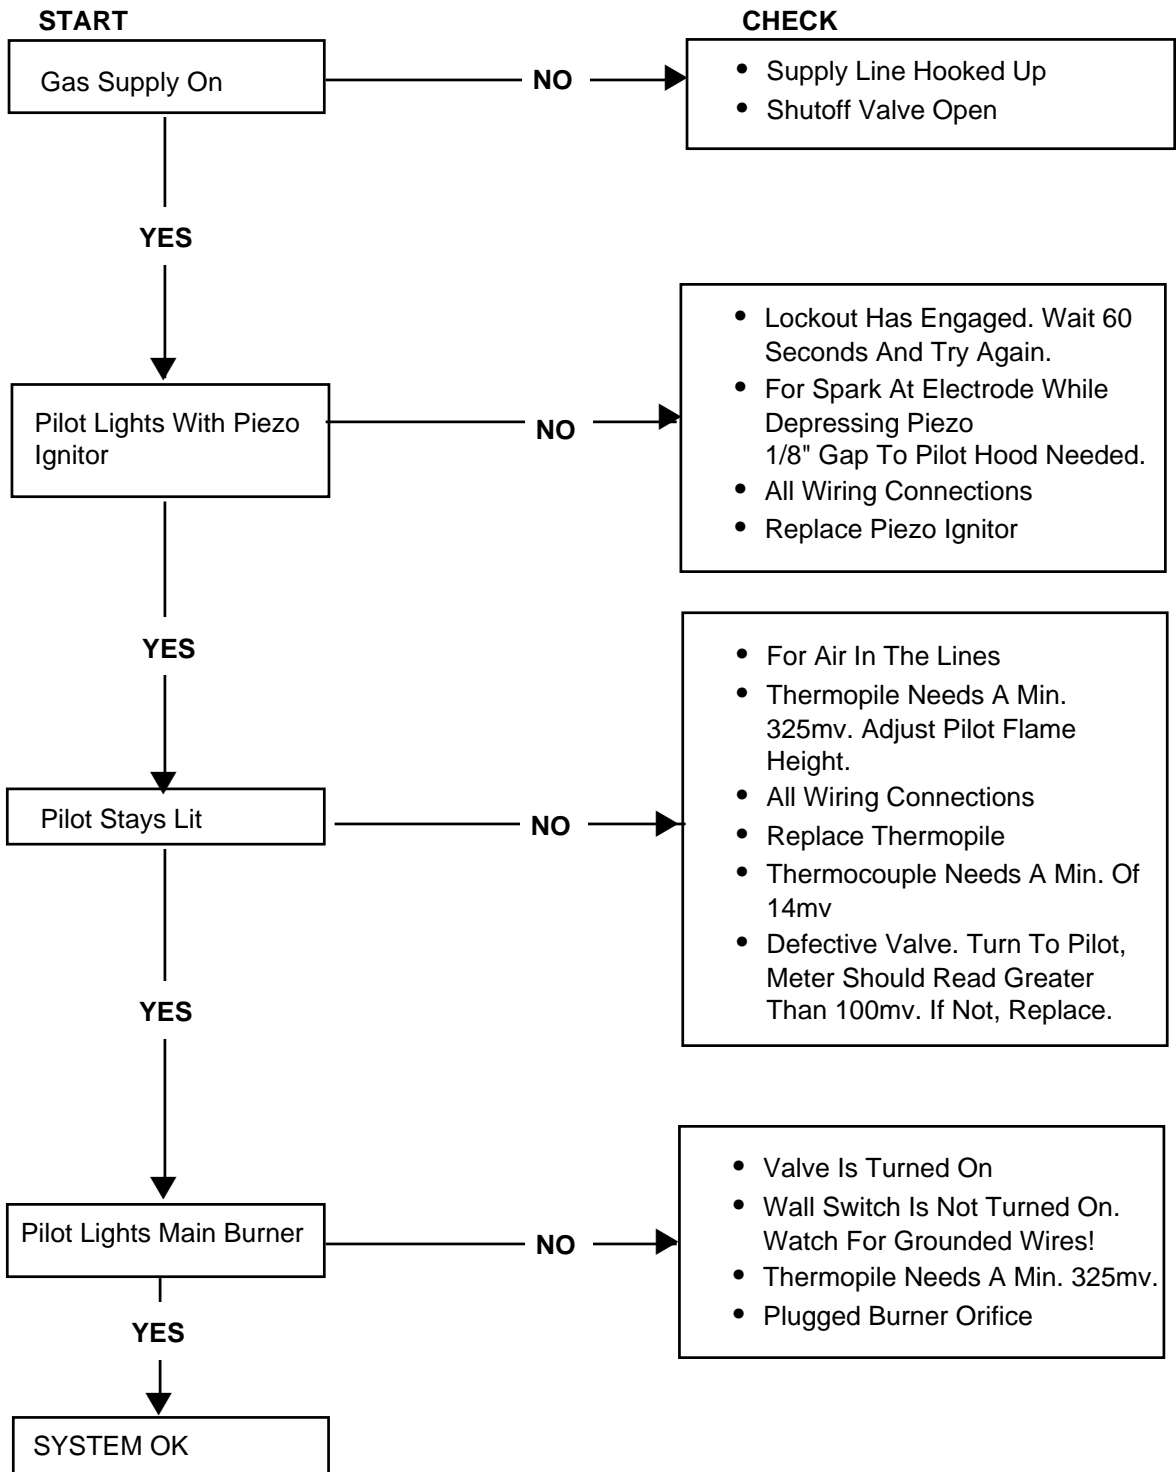 START
CHECK
Gas Supply On
NO
• Supply Line Hooked Up
• Shutoff Valve Open
YES
Pilot Lights With Piezo
Ignitor
NO
• Lockout Has Engaged. Wait 60
Seconds And Try Again.
• For Spark At Electrode While
Depressing Piezo
1/8" Gap To Pilot Hood Needed.
• All Wiring Connections
• Replace Piezo Ignitor
YES
Pilot Stays Lit
NO
• For Air In The Lines
• Thermopile Needs A Min.
325mv. Adjust Pilot Flame
Height.
• All Wiring Connections
• Replace Thermopile
• Thermocouple Needs A Min. Of
14mv
• Defective Valve. Turn To Pilot,
Meter Should Read Greater
Than 100mv. If Not, Replace.
YES
Pilot Lights Main Burner
NO
• Valve Is Turned On
• Wall Switch Is Not Turned On.
Watch For Grounded Wires!
• Thermopile Needs A Min. 325mv.
• Plugged Burner Orifice
YES
SYSTEM OK